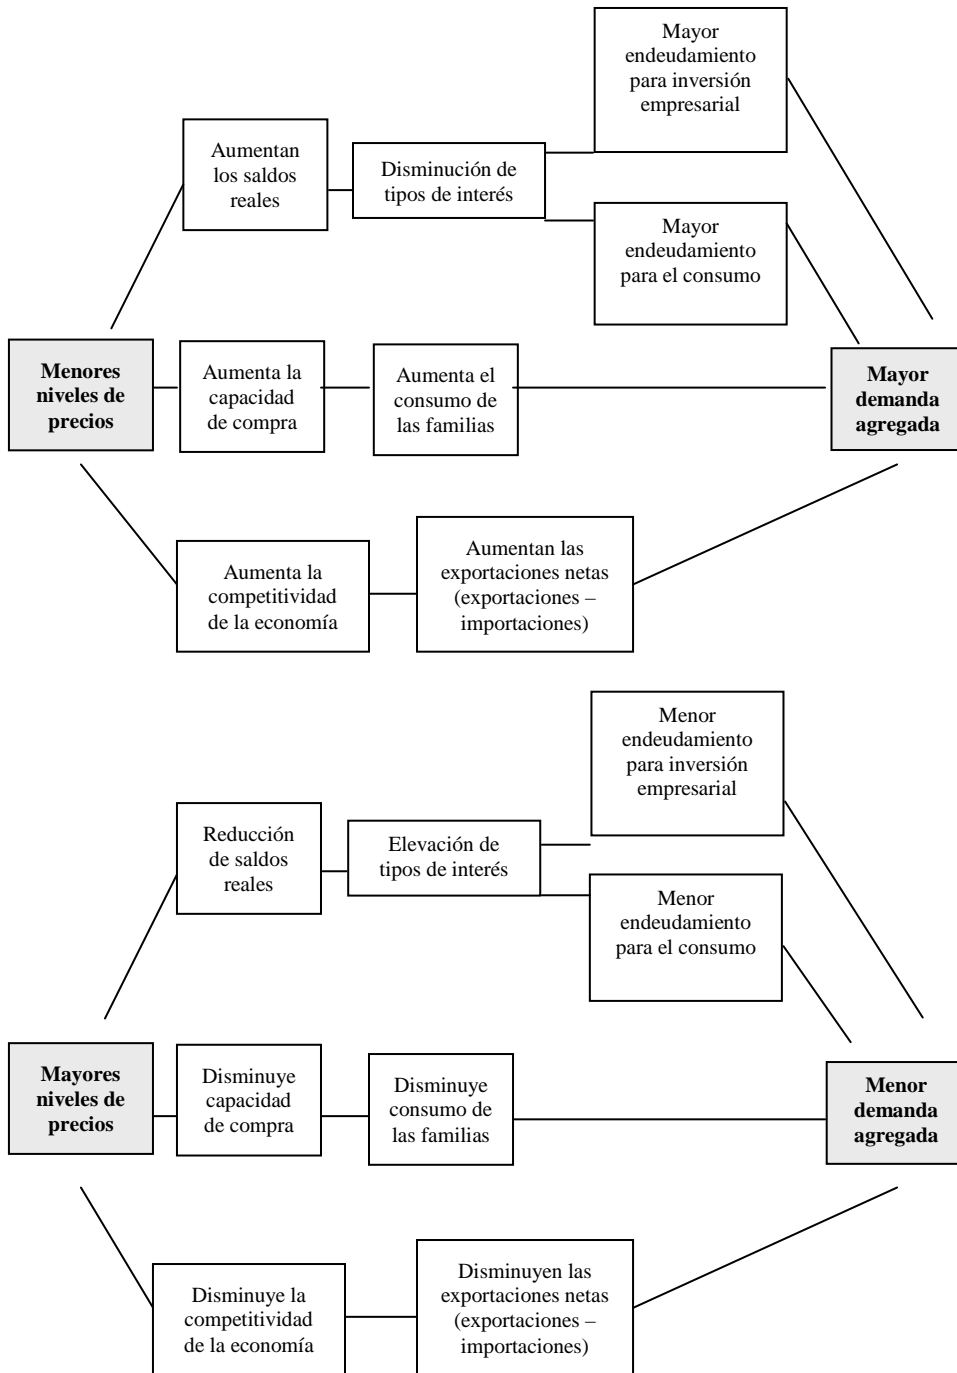 Mayor
endeudamiento
para inversión
empresarial
Aumentan
los saldos
reales
Disminución de
tipos de interés
Mayor
endeudamiento
para el consumo
Menores
niveles de
precios
Aumenta la
capacidad
de compra
Aumenta el
consumo de
las familias
Mayor
demanda
agregada
Aumenta la
competitividad
de la economía
Aumentan las
exportaciones netas
(exportaciones –
importaciones)
Menor
endeudamiento
para inversión
empresarial
Reducción
de saldos
reales
Elevación de
tipos de interés
Menor
endeudamiento
para el consumo
Mayores
niveles de
precios
Disminuye
capacidad
de compra
Disminuye
consumo de
las familias
Menor
demanda
agregada
Disminuye la
competitividad
de la economía
Disminuyen las
exportaciones netas
(exportaciones –
importaciones)